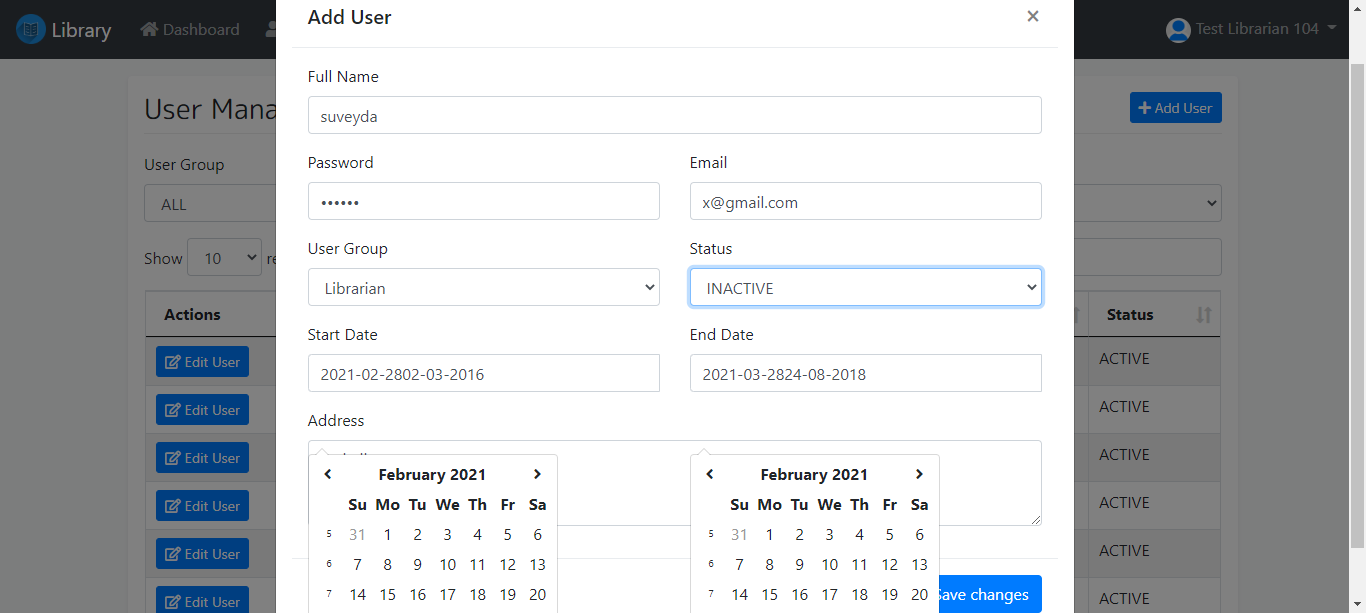 Library Dashboard Test Librarian 104
Add User ×
User Mana + Add User
Full Name
suveyda
Password Email
•••••• x@gmail.com
User Group
ALL
User Group Status
Librarian INACTIVE
Show 10 re
Start Date End Date
2021-02-2802-03-2016 2021-03-2824-08-2018
Address
Actions Status
Edit User ACTIVE
Edit User ACTIVE
Edit User ACTIVE
Edit User ACTIVE
Edit User ACTIVE
Edit User ACTIVE
February 2021
Su Mo Tu We Th Fr Sa
5 31 1 2 3 4 5 6
6 7 8 9 10 11 12 13
7 14 15 16 17 18 19 20
February 2021
Su Mo Tu We Th Fr Sa
5 31 1 2 3 4 5 6
6 7 8 9 10 11 12 13
7 14 15 16 17 18 19 20
Save changes